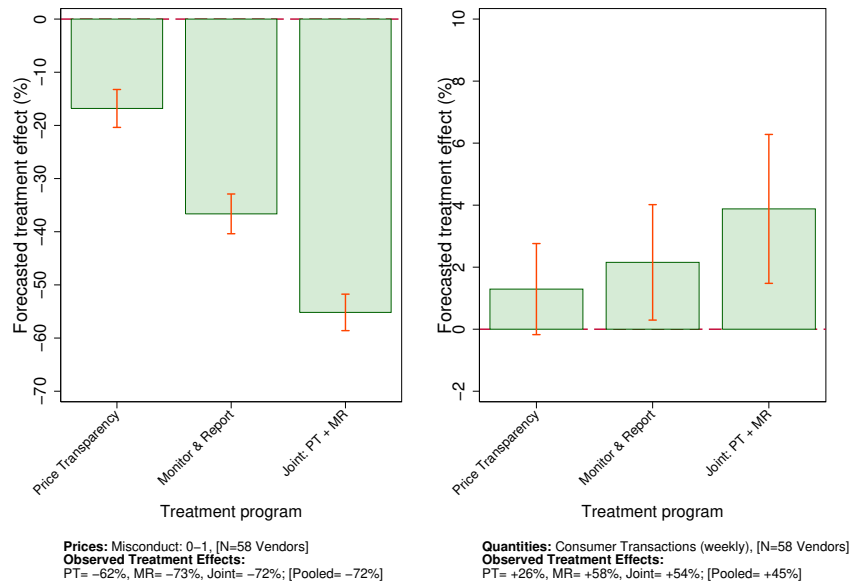 Forecasted treatment effect (%)
0
−10
−20
−30
−40
−50
−60
−70
Price Transparency
Monitor & Report
Joint: PT + MR
Treatment program
Prices: Misconduct: 0−1, [N=58 Vendors]
Observed Treatment Effects:
PT= −62%, MR= −73%, Joint= −72%; [Pooled= −72%]
Forecasted treatment effect (%)
10
8
6
4
2
0
−2
Price Transparency
Monitor & Report
Joint: PT + MR
Treatment program
Quantities: Consumer Transactions (weekly), [N=58 Vendors]
Observed Treatment Effects:
PT= +26%, MR= +58%, Joint= +54%; [Pooled= +45%]